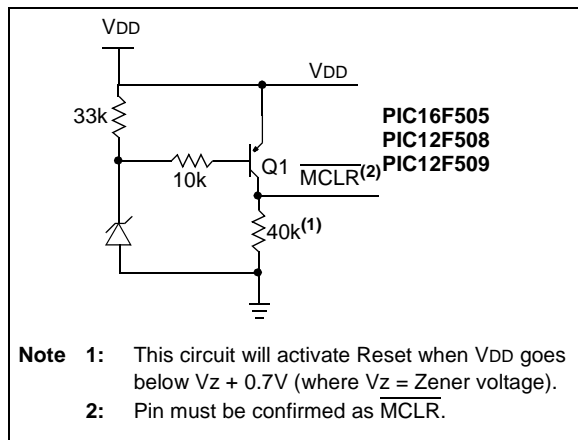 VDD
VDD
33k
PIC16F505
PIC12F508
Q1
MCLR(2) PIC12F509
10k
40k(1)
Note 1: This circuit will activate Reset when VDD goes
below Vz + 0.7V (where Vz = Zener voltage).
2: Pin must be confirmed as MCLR.